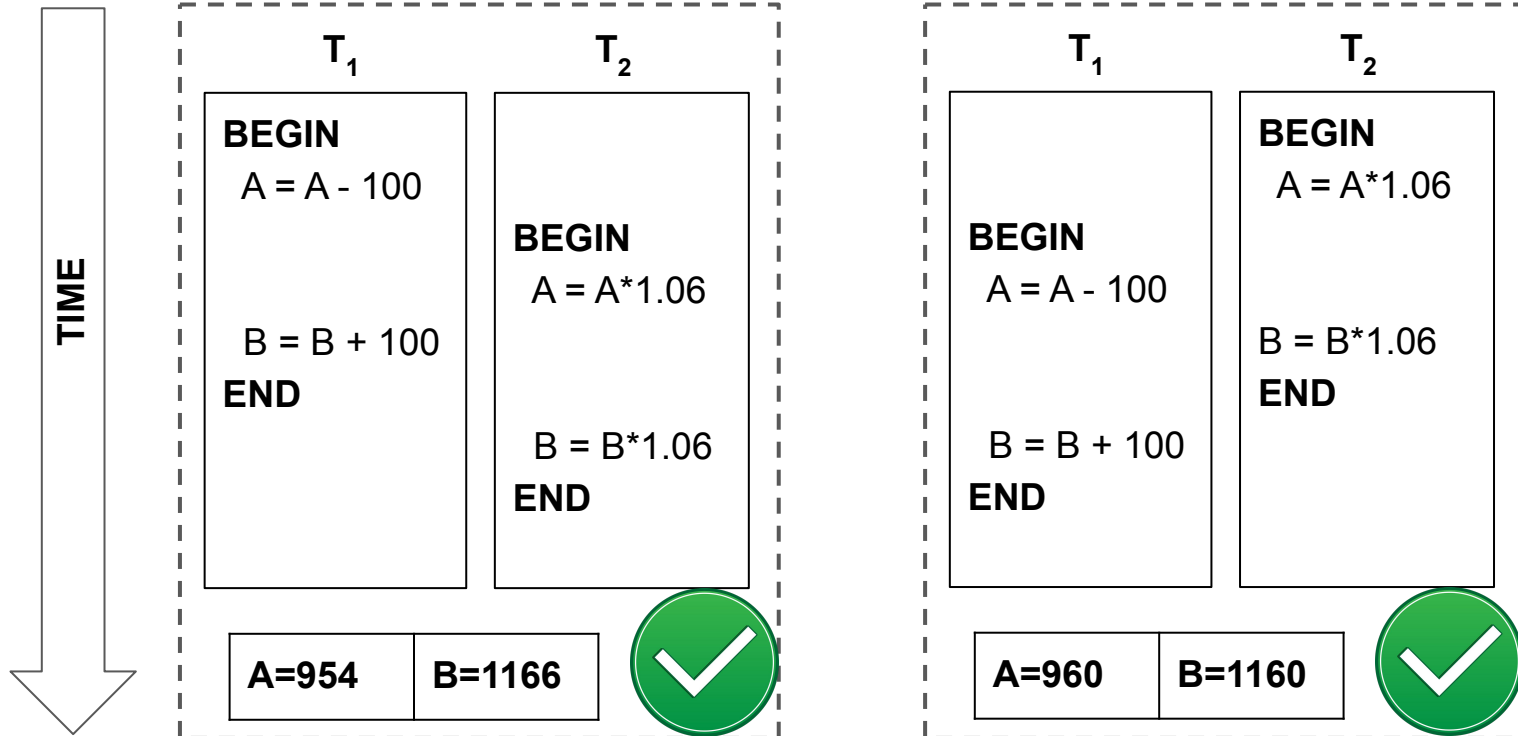 TIME
T₁
T₂
BEGIN
A = A - 100
B = B + 100
END
BEGIN
A = A*1.06
B = B*1.06
END
A=954
B=1166
T₁
T₂
BEGIN
A = A - 100
B = B + 100
END
BEGIN
A = A*1.06
B = B*1.06
END
A=960
B=1160